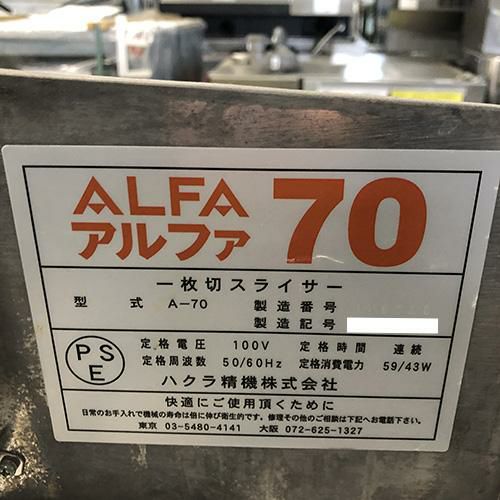 ALFA 70
アルファ
一枚切スライサー
型 式 A-70 製造番号
製造記号
PSE
定格電圧 100V 定格時間 連続
定格周波数 50/60Hz 定格消費電力 59/43W
ハクラ精機株式会社
快適にご使用頂くために
日常のお手入れで機械の寿命は倍に伸び衛生的です。修理その他のご相談は下記へお電話下さい。
東京 03-5480-4141 大阪 072-625-1327